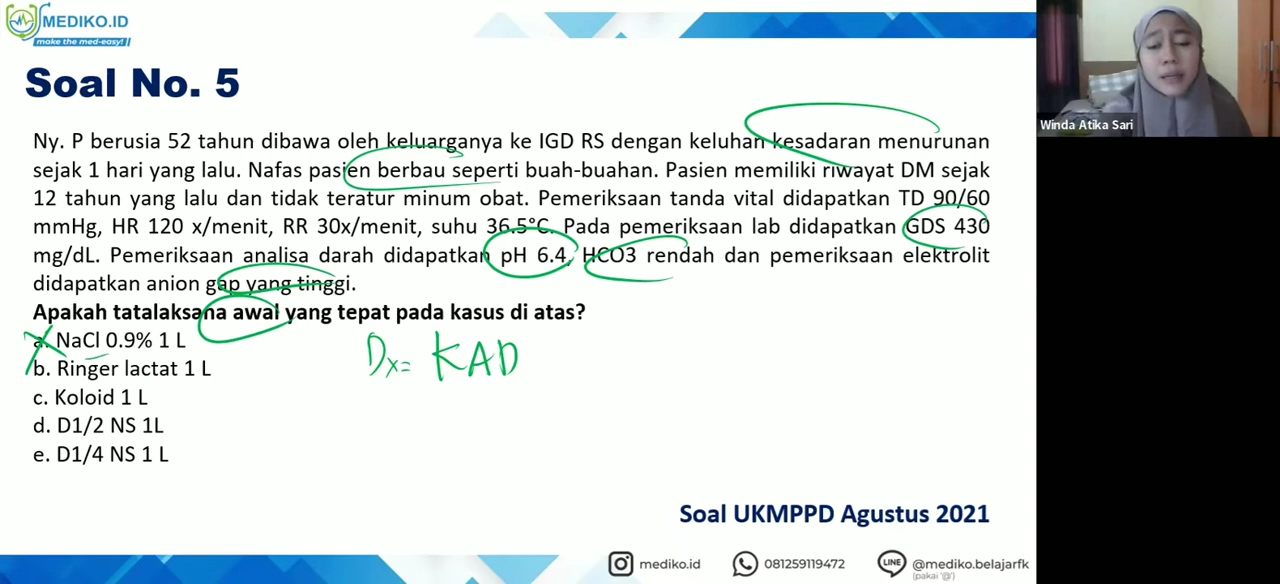 MEDIKO.ID
make the med-easy!
Soal No. 5
Winda Atika Sari
Ny. P berusia 52 tahun dibawa oleh keluarganya ke IGD RS dengan keluhan kesadaran menurunan
sejak 1 hari yang lalu. Nafas pasien berbau seperti buah-buahan. Pasien memiliki riwayat DM sejak
12 tahun yang lalu dan tidak teratur minum obat. Pemeriksaan tanda vital didapatkan TD 90/60
mmHg, HR 120 x/menit, RR 30x/menit, suhu 36.5°C. Pada pemeriksaan lab didapatkan GDS 430
mg/dL. Pemeriksaan analisa darah didapatkan pH 6.4, HCO3 rendah dan pemeriksaan elektrolit
didapatkan anion gap yang tinggi.
Apakah tatalaksana awal yang tepat pada kasus di atas?
a. NaCl 0.9% 1 L
b. Ringer lactat 1 L
c. Koloid 1 L
d. D1/2 NS 1L
e. D1/4 NS 1 L
Dx= KAD
Soal UKMPPD Agustus 2021
mediko.id
081259119472
LINE
@mediko.belajarfk
(pakai '@')